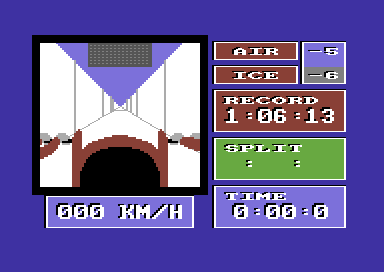 AIR -5
ICE -6
RECORD
1:06:13
SPLIT
: :
TIME
0:00:0
000 KM/H